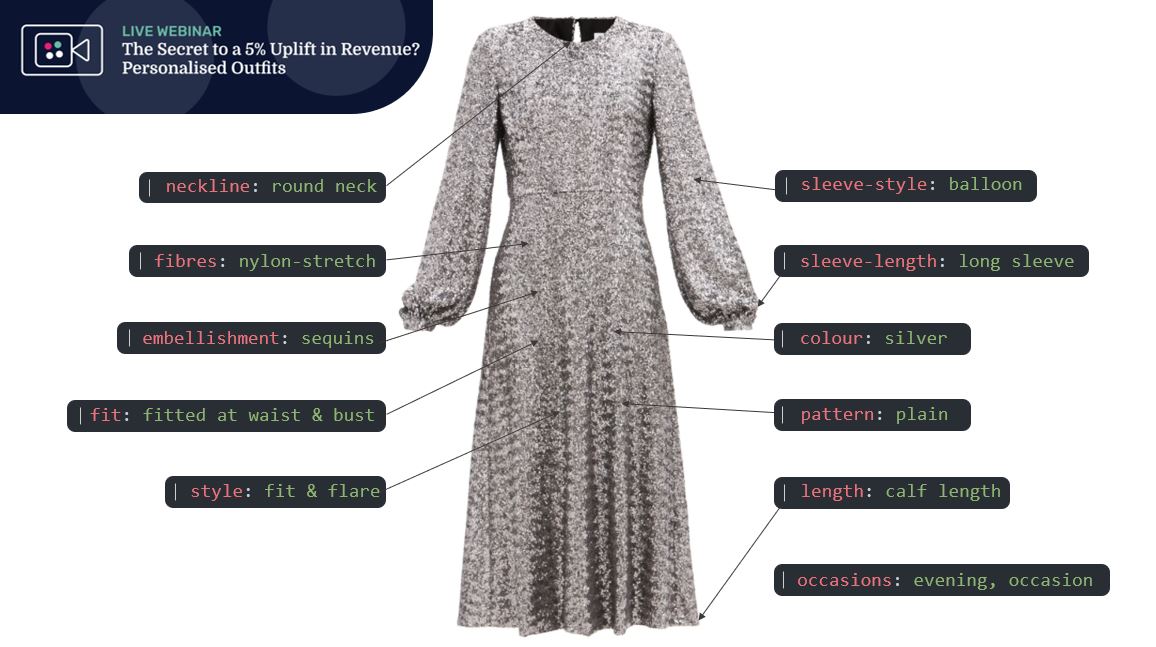 LIVE WEBINAR
The Secret to a 5% Uplift in Revenue?
Personalised Outfits
neckline: round neck
fibres: nylon-stretch
embellishment: sequins
fit: fitted at waist & bust
style: fit & flare
sleeve-style: balloon
sleeve-length: long sleeve
colour: silver
pattern: plain
length: calf length
occasions: evening, occasion